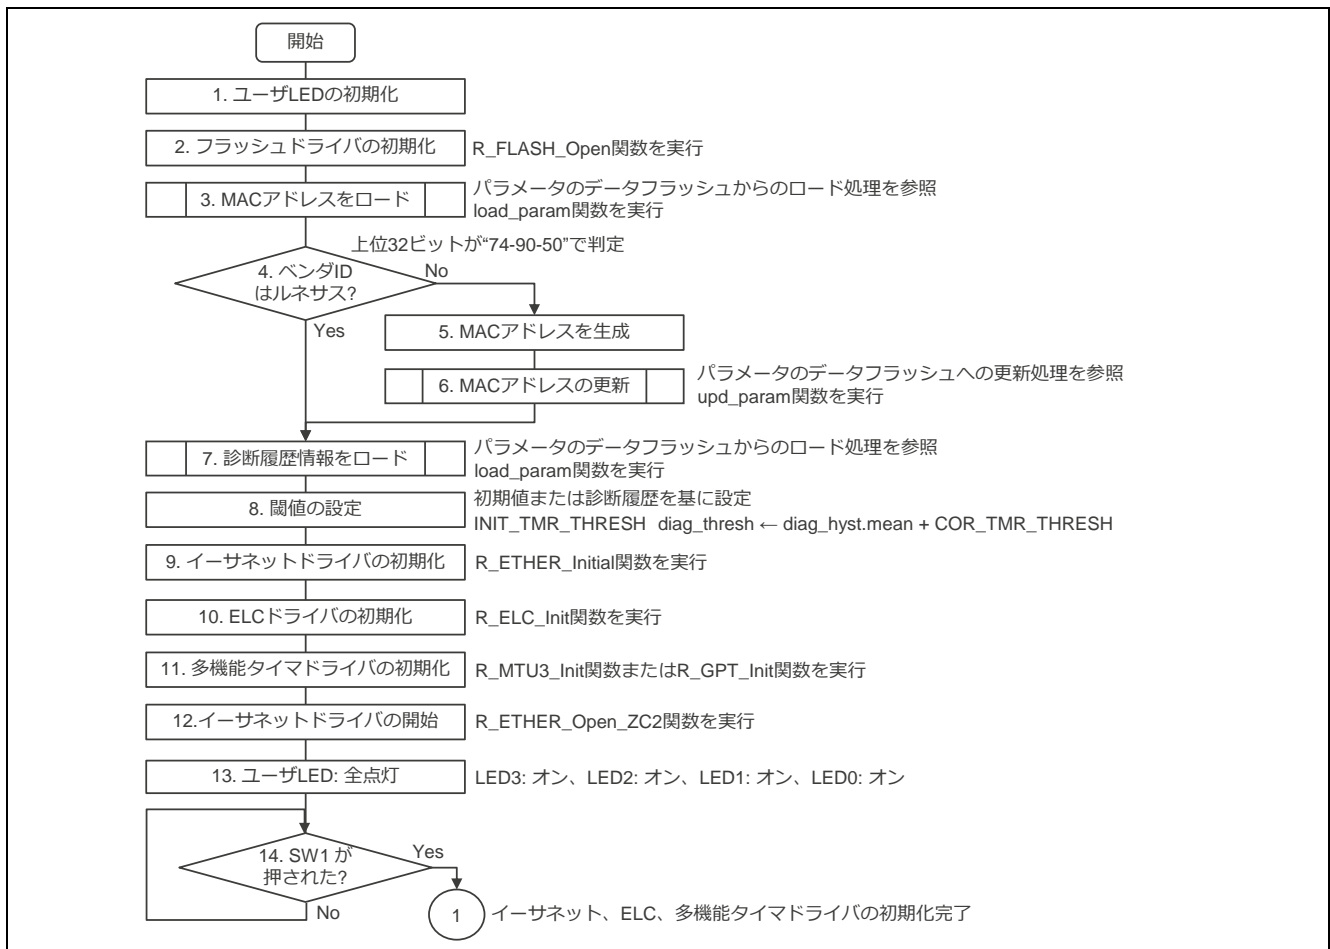 開始
1. ユーザLEDの初期化
2. フラッシュドライバの初期化
R_FLASH_Open関数を実行
3. MACアドレスをロード
パラメータのデータフラッシュからのロード処理を参照
load_param関数を実行
上位32ビットが“74-90-50”で判定
4. ベンダID
はルネサス?
No
Yes
5. MACアドレスを生成
6. MACアドレスの更新
パラメータのデータフラッシュへの更新処理を参照
upd_param関数を実行
7. 診断履歴情報をロード
パラメータのデータフラッシュからのロード処理を参照
load_param関数を実行
8. 閾値の設定
初期値または診断履歴を基に設定
INIT_TMR_THRESH diag_thresh ← diag_hyst.mean + COR_TMR_THRESH
9. イーサネットドライバの初期化
R_ETHER_Initial関数を実行
10. ELCドライバの初期化
R_ELC_Init関数を実行
11. 多機能タイマドライバの初期化
R_MTU3_Init関数またはR_GPT_Init関数を実行
12.イーサネットドライバの開始
R_ETHER_Open_ZC2関数を実行
13. ユーザLED: 全点灯
LED3: オン、LED2: オン、LED1: オン、LED0: オン
14. SW1 が
押された?
Yes
No
1
イーサネット、ELC、多機能タイマドライバの初期化完了